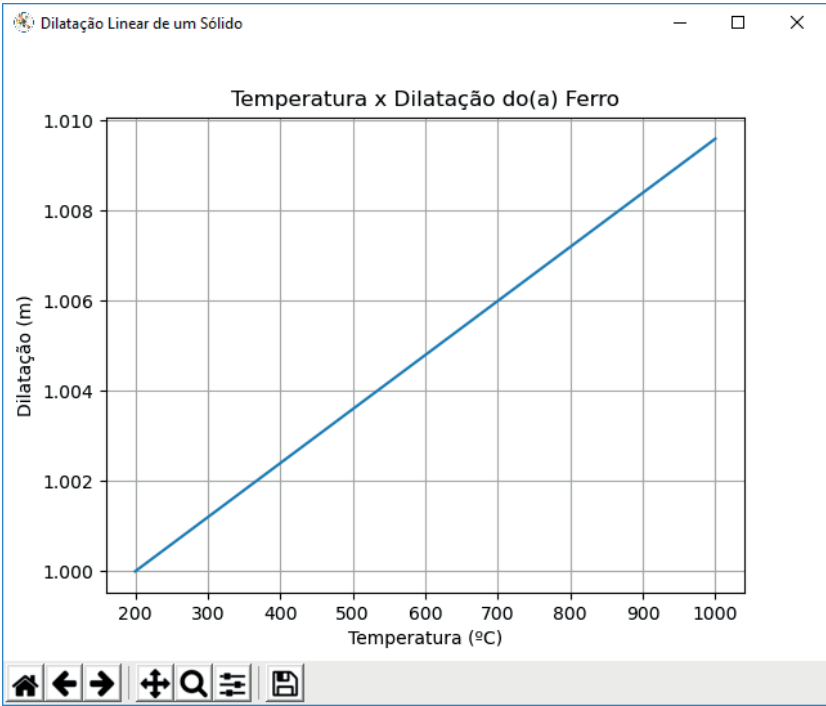 Dilatação Linear de um Sólido
Temperatura x Dilatação do(a) Ferro
1.010
1.008
1.006
1.004
1.002
1.000
Dilatação (m)
200 300 400 500 600 700 800 900 1000
Temperatura (ºC)